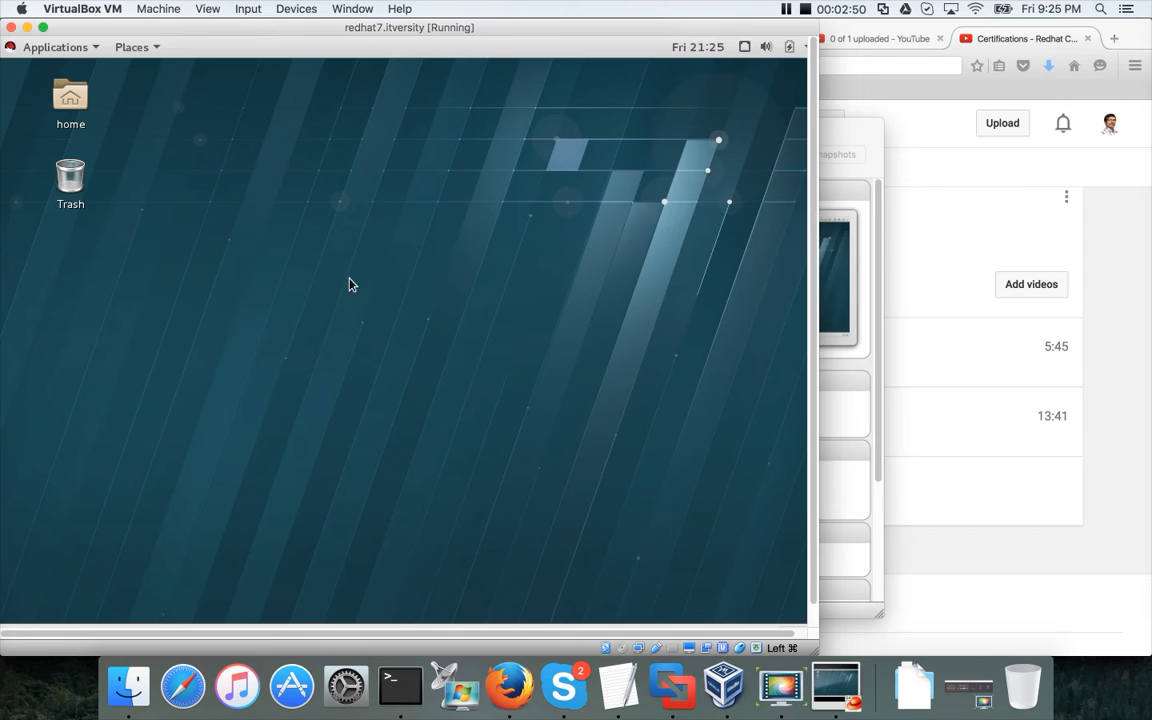 VirtualBox VM Machine View Input Devices Window Help 00:02:50 Fri 9:25 PM
redhat7.itversity [Running]
0 of 1 uploaded - YouTube Certifications - Redhat C...
Applications Places Fri 21:25
home
Trash
Upload
napshots
Add videos
5:45
13:41
Left ⌘
>_
2